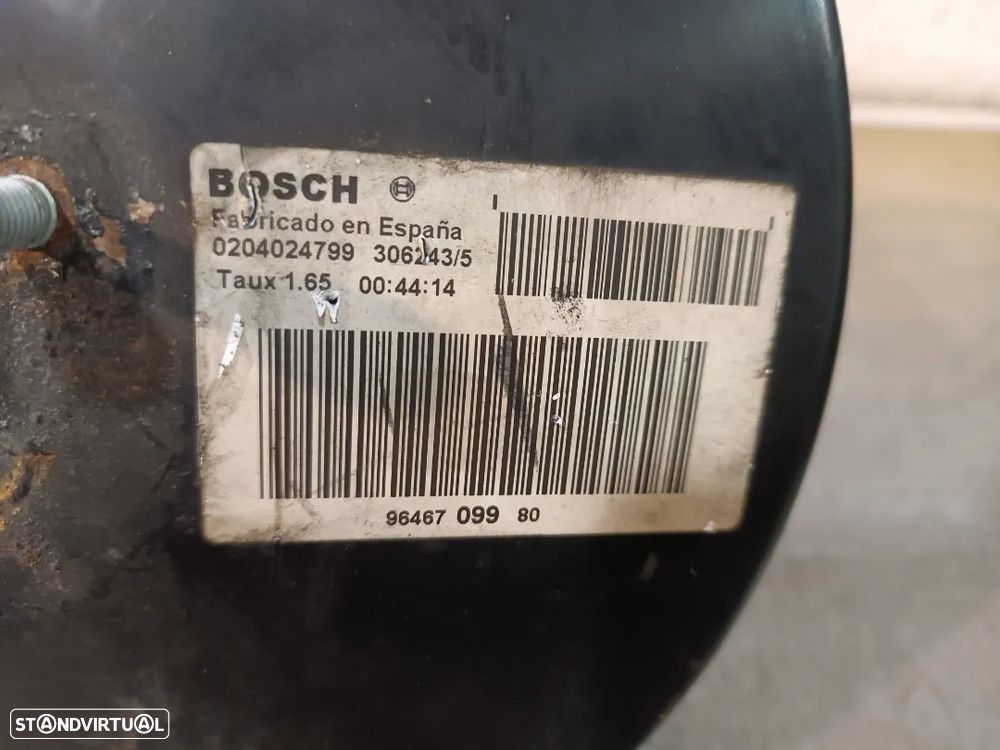 BOSCH
Fabricado en España
0204024799 306243/5
Taux 1.65 00:44:14
96467 099 80
STANDVIRTUAL